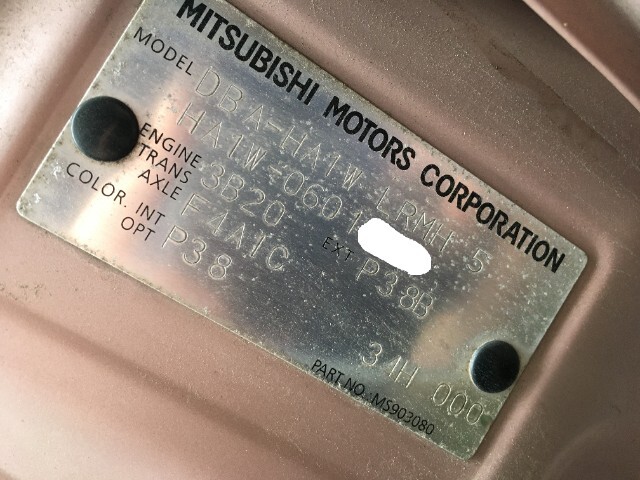 MITSUBISHI MOTORS CORPORATION
MODEL DBA-HA1W LRMH 5
HA1W-0601
ENGINE 3B20
TRANS AXLE F4A1C EXT P38B
COLOR, INT OPT P38
31H 000
PART NO. MS903080